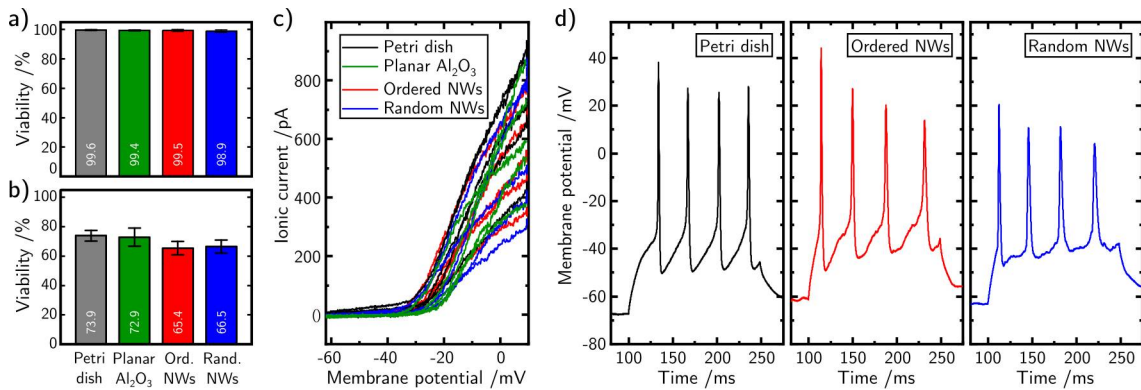 a)
Viability /%
100
80
60
40
20
0
99.6
99.4
99.5
98.9
b)
Viability /%
100
80
60
40
20
0
73.9
72.9
65.4
66.5
Petri dish
Planar Al₂O₃
Ord. NWs
Rand. NWs
c)
Ionic current /pA
800
600
400
200
0
Petri dish
Planar Al₂O₃
Ordered NWs
Random NWs
-60
-40
-20
0
Membrane potential /mV
d)
Membrane potential /mV
40
20
0
-20
-40
-60
-80
Petri dish
Ordered NWs
Random NWs
100 150 200 250
100 150 200 250
100 150 200 250
Time /ms
Time /ms
Time /ms